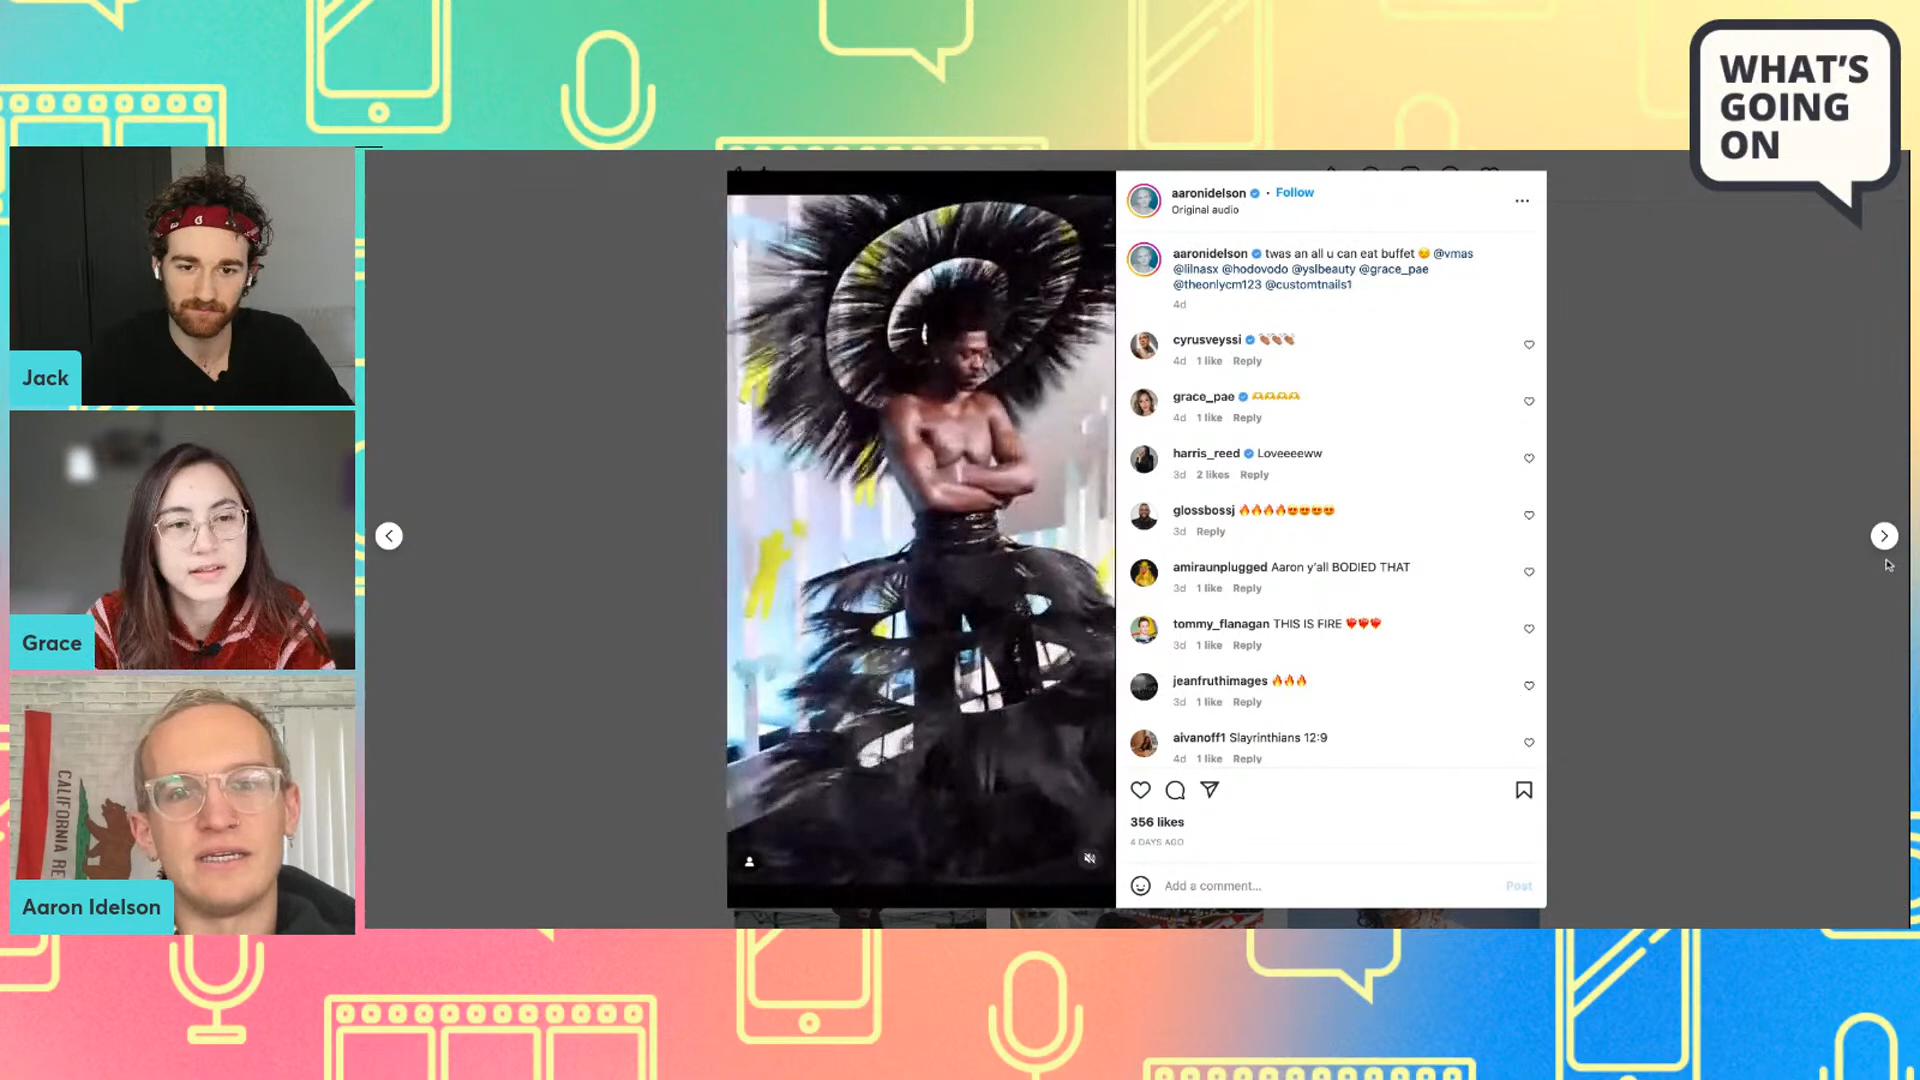 WHAT'S
GOING
ON
Jack
Grace
CALIFORNIA RE
Aaron Idelson
aaronidelson • Follow
Original audio
aaronidelson twas an all u can eat buffet 😏 @vmas
@lilnasx @hodovodo @yslbeauty @grace_pae
@theonlycm123 @customtnails1
4d
cyrusveyssi 👏🏽👏🏽👏🏽
4d 1 like Reply
grace_pae 🫶🫶🫶🫶
4d 1 like Reply
harris_reed Loveeeeww
3d 2 likes Reply
glossbossj 🔥🔥🔥🔥😍😍😍😍
3d Reply
amiraunplugged Aaron y'all BODIED THAT
3d 1 like Reply
tommy_flanagan THIS IS FIRE ❤️‍🔥❤️‍🔥❤️‍🔥
3d 1 like Reply
jeanfruthimages 🔥🔥🔥
3d 1 like Reply
aivanoff1 Slayrinthians 12:9
4d 1 like Reply
356 likes
4 DAYS AGO
Add a comment...
Post